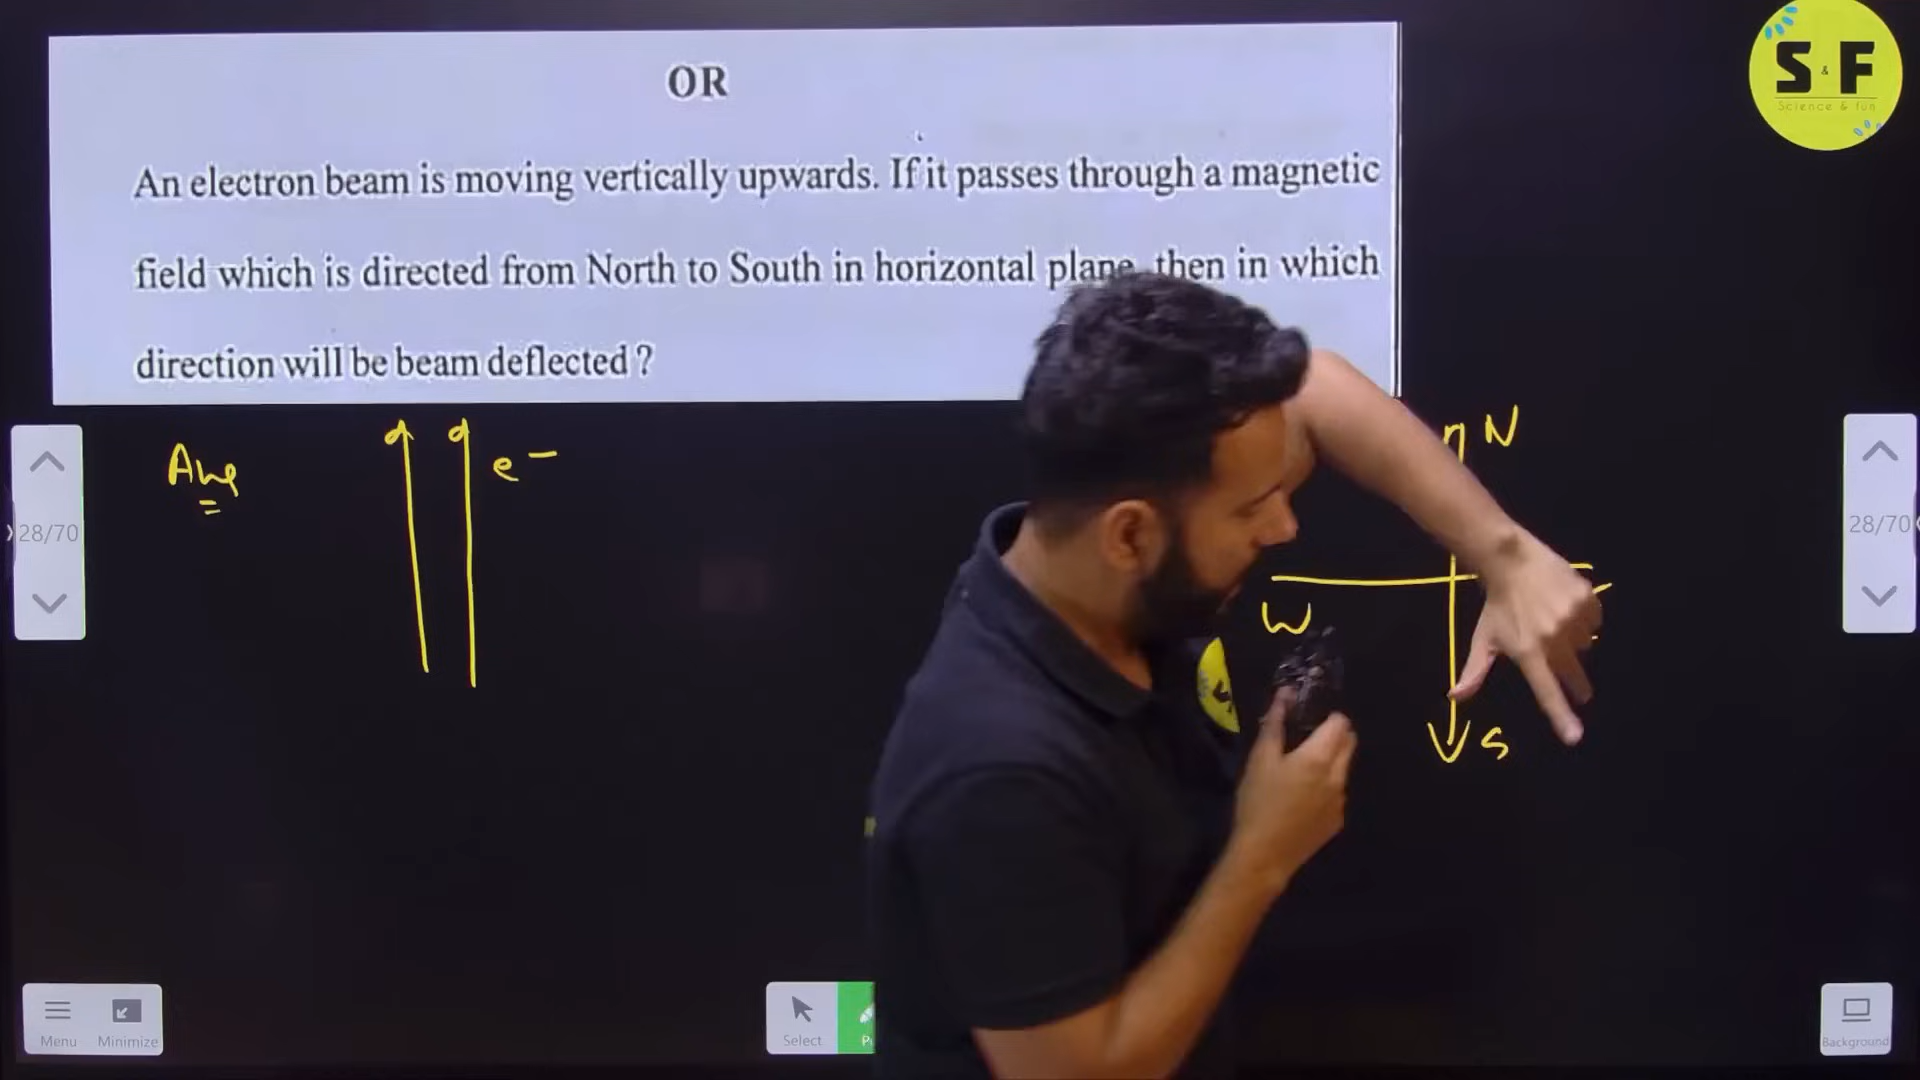 OR
An electron beam is moving vertically upwards. If it passes through a magnetic
field which is directed from North to South in horizontal plane, then in which
direction will be beam deflected?
S & F
Science & fun
Ans
e⁻
N
W
S
28/70
28/70
Menu
Minimize
Select
Background